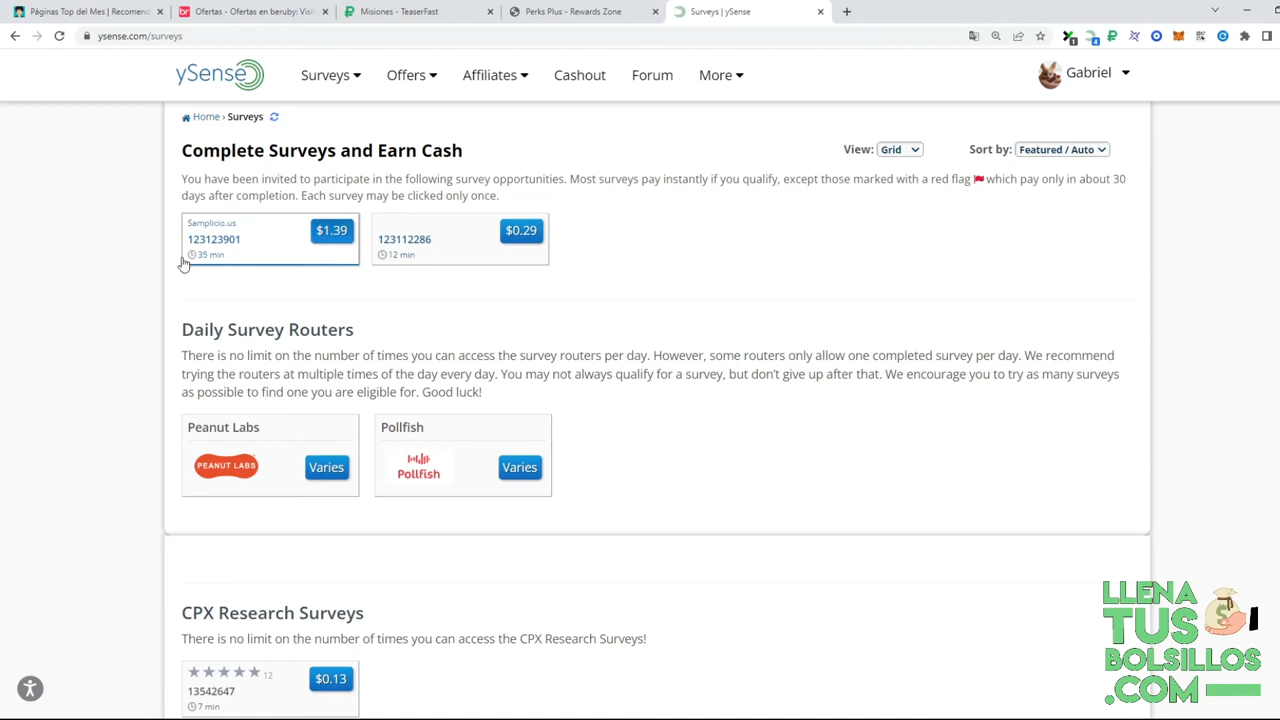 Páginas Top del Mes | Recomend
Ofertas - Ofertas en beruby: Visit
Misiones - TeaserFast
Perks Plus - Rewards Zone
Surveys | ySense
ysense.com/surveys
ySense
Surveys
Offers
Affiliates
Cashout
Forum
More
Gabriel
Home › Surveys
Complete Surveys and Earn Cash
View: Grid
Sort by: Featured / Auto
You have been invited to participate in the following survey opportunities. Most surveys pay instantly if you qualify, except those marked with a red flag which pay only in about 30
days after completion. Each survey may be clicked only once.
Samplicio.us
123123901
35 min
$1.39
123112286
12 min
$0.29
Daily Survey Routers
There is no limit on the number of times you can access the survey routers per day. However, some routers only allow one completed survey per day. We recommend
trying the routers at multiple times of the day every day. You may not always qualify for a survey, but don't give up after that. We encourage you to try as many surveys
as possible to find one you are eligible for. Good luck!
Peanut Labs
PEANUT LABS
Varies
Pollfish
Pollfish
Varies
CPX Research Surveys
There is no limit on the number of times you can access the CPX Research Surveys!
12
13542647
7 min
$0.13
LLENA
TUS
BOLSILLOS
.COM